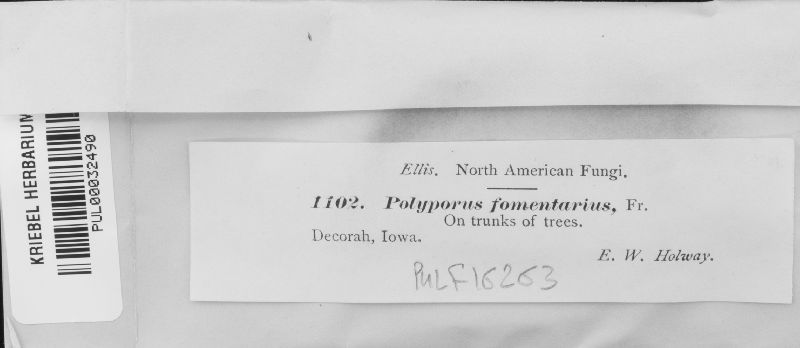 KRIEBEL HERBARIUM
PUL00032490
Ellis. North American Fungi.
1102. Polyporus fomentarius, Fr.
On trunks of trees.
Decorah, Iowa.
E. W. Holway.
PULF16263